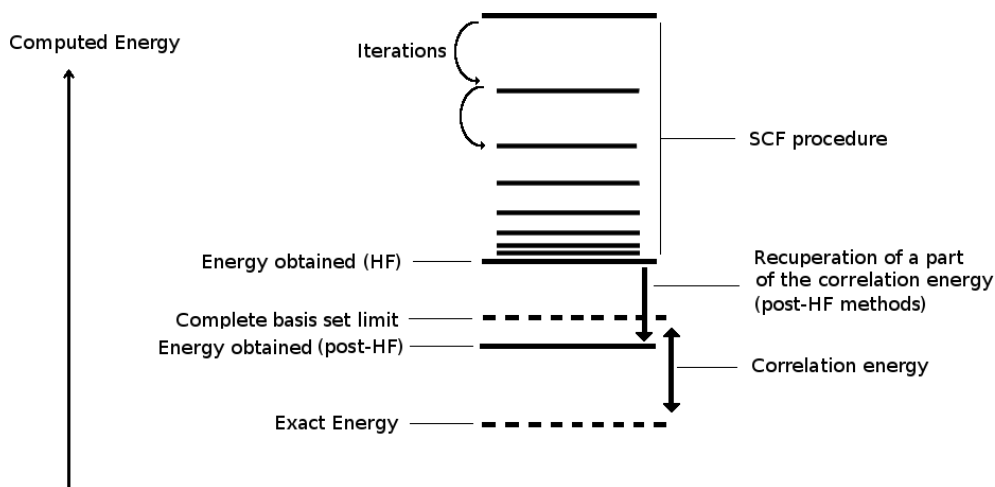 Computed Energy
Iterations
SCF procedure
Energy obtained (HF)
Recuperation of a part
of the correlation energy
(post-HF methods)
Complete basis set limit
Energy obtained (post-HF)
Correlation energy
Exact Energy